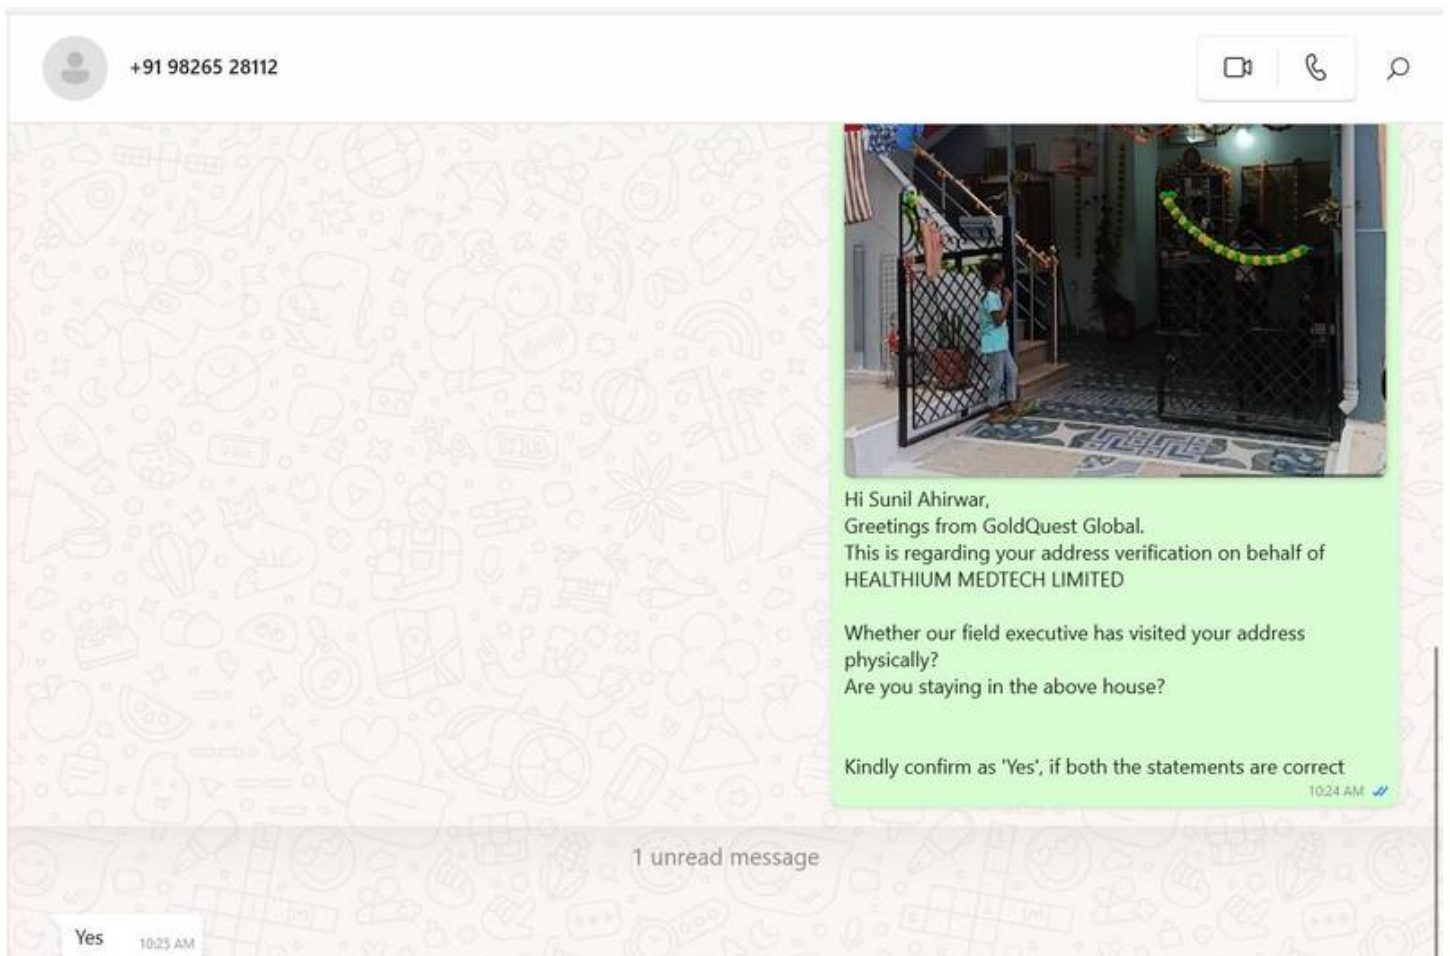 +91 98265 28112
Hi Sunil Ahirwar,
Greetings from GoldQuest Global.
This is regarding your address verification on behalf of
HEALTHIUM MEDTECH LIMITED
Whether our field executive has visited your address
physically?
Are you staying in the above house?
Kindly confirm as 'Yes', if both the statements are correct
10:24 AM
1 unread message
Yes
10:25 AM